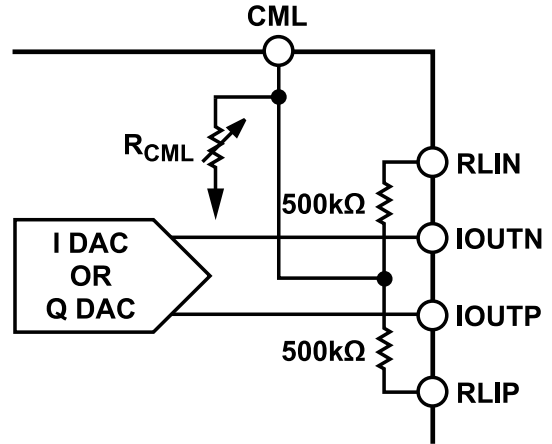 CML
RCML
RLIN
500kΩ
I DAC
OR
Q DAC
IOUTN
IOUTP
500kΩ
RLIP